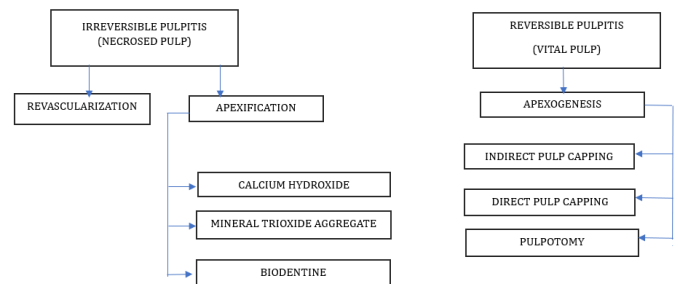 IRREVERSIBLE PULPITIS
(NECROSED PULP)
REVASCULARIZATION
APEXIFICATION
CALCIUM HYDROXIDE
MINERAL TRIOXIDE AGGREGATE
BIODENTINE
REVERSIBLE PULPITIS
(VITAL PULP)
APEXOGENESIS
INDIRECT PULP CAPPING
DIRECT PULP CAPPING
PULPOTOMY